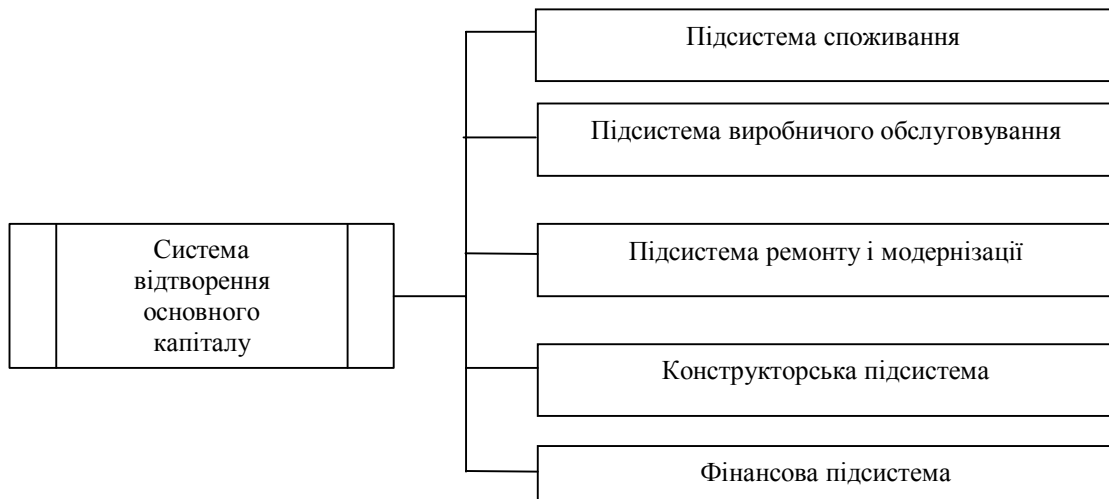 Підсистема споживання
Підсистема виробничого обслуговування
Система
відтворення
основного
капіталу
Підсистема ремонту і модернізації
Конструкторська підсистема
Фінансова підсистема